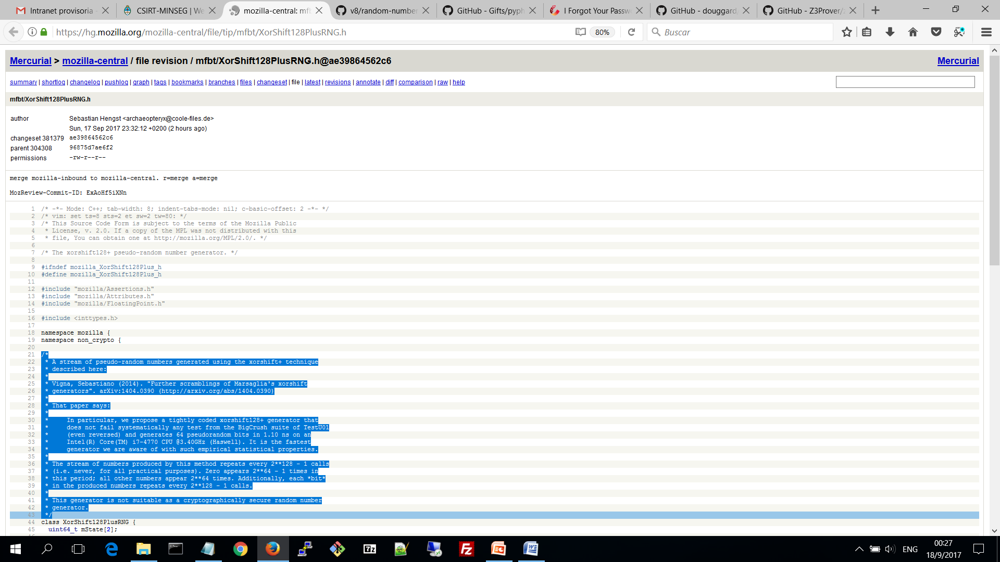 Intranet provisoria
CSIRT-MINSEG | We
mozilla-central: mfb
v8/random-number
GitHub - Gifts/pyph
I Forgot Your Passw
GitHub - douggard
GitHub - Z3Prover/z
https://hg.mozilla.org/mozilla-central/file/tip/mfbt/XorShift128PlusRNG.h
80%
Buscar
Mercurial > mozilla-central / file revision / mfbt/XorShift128PlusRNG.h@ae39864562c6
Mercurial
summary | shortlog | changelog | pushlog | graph | tags | bookmarks | branches | files | changeset | file | latest | revisions | annotate | diff | comparison | raw | help
mfbt/XorShift128PlusRNG.h
author Sebastian Hengst <archaeopteryx@coole-files.de>
Sun, 17 Sep 2017 23:32:12 +0200 (2 hours ago)
changeset 381379 ae39864562c6
parent 304308 96875d7ae6f2
permissions -rw-r--r--
merge mozilla-inbound to mozilla-central. r=merge a=merge
MozReview-Commit-ID: ExAoHf5iXNn
1 /* -*- Mode: C++; tab-width: 8; indent-tabs-mode: nil; c-basic-offset: 2 -*- */
2 /* vim: set ts=8 sts=2 et sw=2 tw=80: */
3 /* This Source Code Form is subject to the terms of the Mozilla Public
4 * License, v. 2.0. If a copy of the MPL was not distributed with this
5 * file, You can obtain one at http://mozilla.org/MPL/2.0/. */
6
7 /* The xorshift128+ pseudo-random number generator. */
8
9 #ifndef mozilla_XorShift128Plus_h
10 #define mozilla_XorShift128Plus_h
11
12 #include "mozilla/Assertions.h"
13 #include "mozilla/Attributes.h"
14 #include "mozilla/FloatingPoint.h"
15
16 #include <inttypes.h>
17
18 namespace mozilla {
19 namespace non_crypto {
20
21 /*
22 * A stream of pseudo-random numbers generated using the xorshift+ technique
23 * described here:
24 *
25 * Vigna, Sebastiano (2014). "Further scramblings of Marsaglia's xorshift
26 * generators". arXiv:1404.0390 (http://arxiv.org/abs/1404.0390)
27 *
28 * That paper says:
29 *
30 * In particular, we propose a tightly coded xorshift128+ generator that
31 * does not fail systematically any test from the BigCrush suite of TestU01
32 * (even reversed) and generates 64 pseudorandom bits in 1.10 ns on an
33 * Intel(R) Core(TM) i7-4770 CPU @3.40GHz (Haswell). It is the fastest
34 * generator we are aware of with such empirical statistical properties.
35 *
36 * The stream of numbers produced by this method repeats every 2**128 - 1 calls
37 * (i.e. never, for all practical purposes). Zero appears 2**64 - 1 times in
38 * this period; all other numbers appear 2**64 times. Additionally, each *bit*
39 * in the produced numbers repeats every 2**128 - 1 calls.
40 *
41 * This generator is not suitable as a cryptographically secure random number
42 * generator.
43 */
44 class XorShift128PlusRNG {
45 uint64_t mState[2];
ENG
00:27
18/9/2017